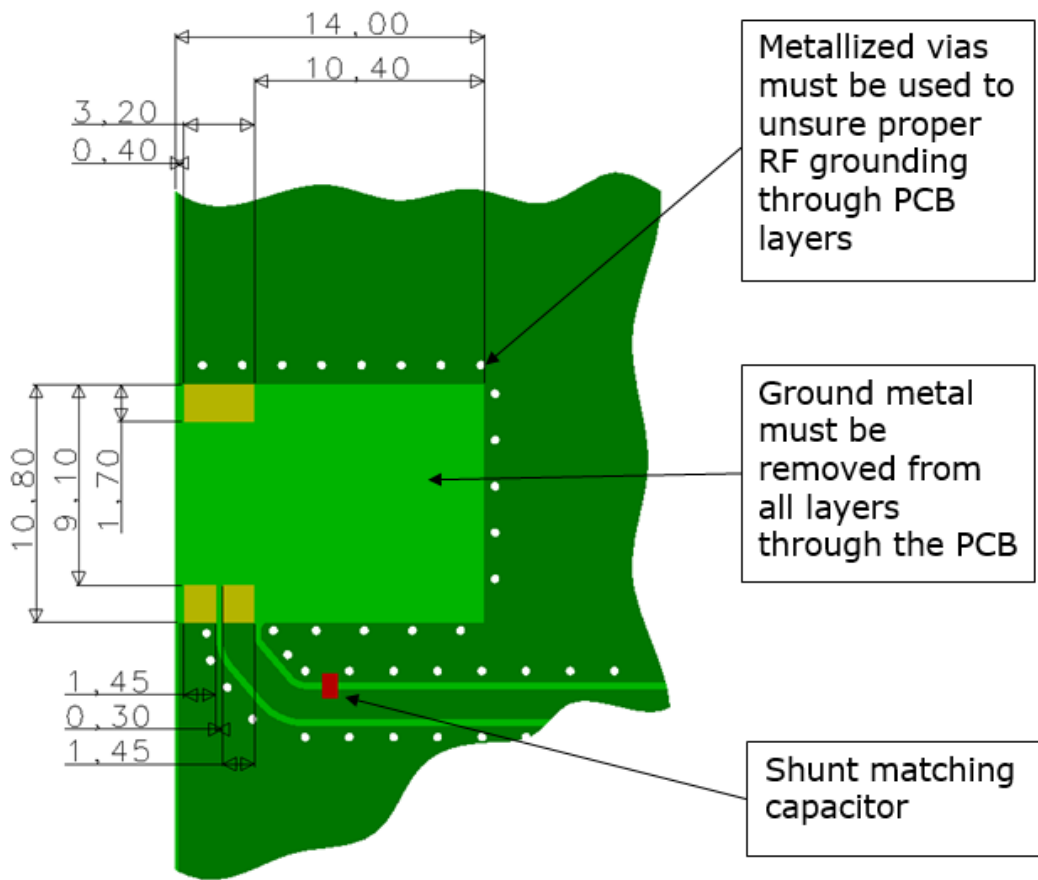 14,00
10,40
3,20
0,40
Metallized vias
must be used to
unsure proper
RF grounding
through PCB
layers
10,80
9,10
1,70
Ground metal
must be
removed from
all layers
through the PCB
1,45
0,30
1,45
Shunt matching
capacitor